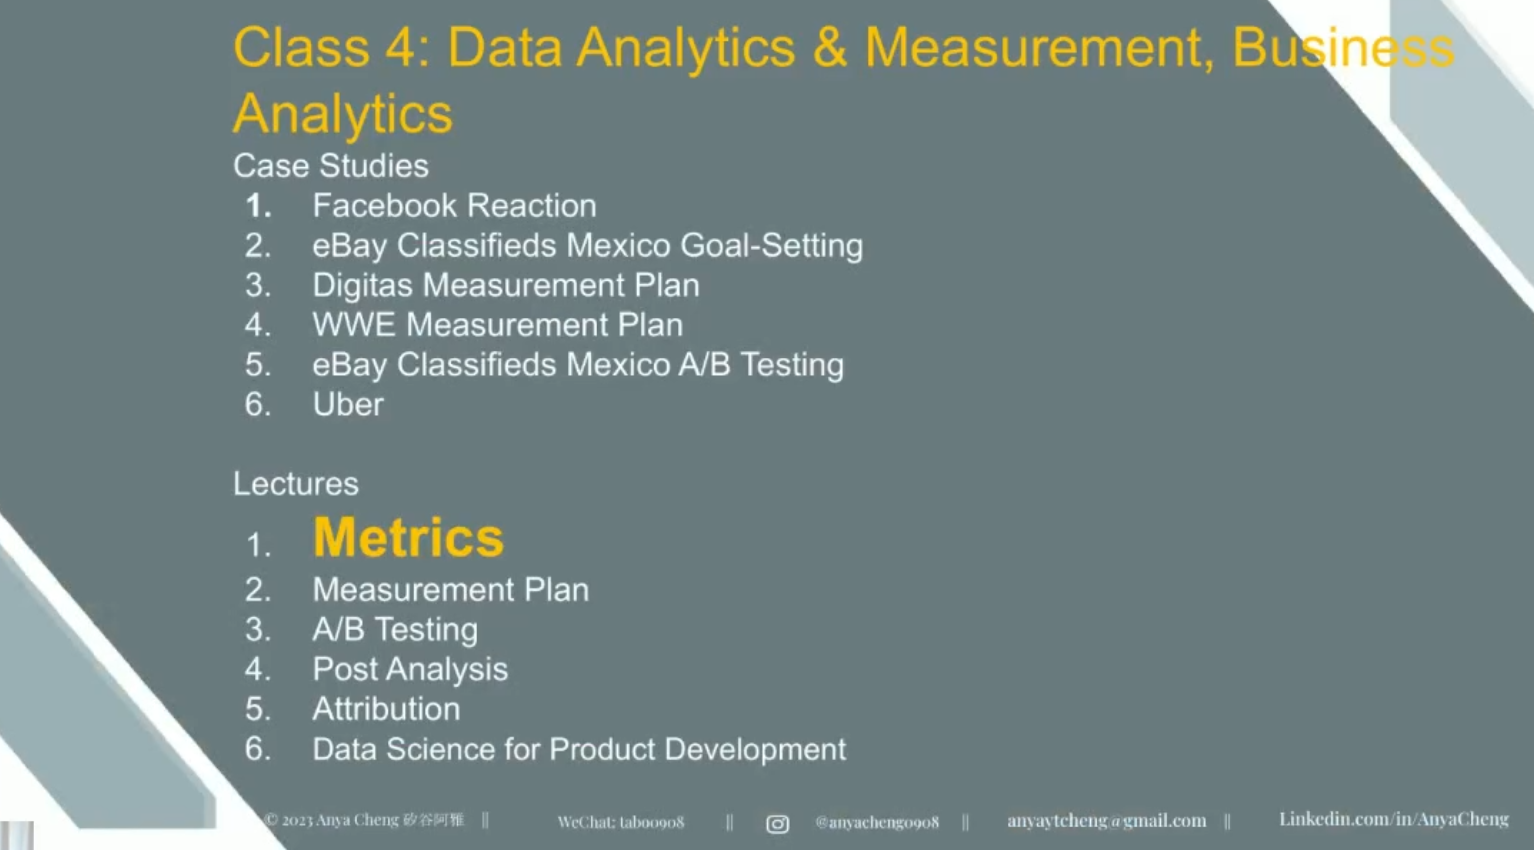 Class 4: Data Analytics & Measurement, Business
Analytics
Case Studies
1. Facebook Reaction
2. eBay Classifieds Mexico Goal-Setting
3. Digitas Measurement Plan
4. WWE Measurement Plan
5. eBay Classifieds Mexico A/B Testing
6. Uber
Lectures
1. Metrics
2. Measurement Plan
3. A/B Testing
4. Post Analysis
5. Attribution
6. Data Science for Product Development
© 2023 Anya Cheng 矽谷阿雅 || WeChat: tab00908 || @anyacheng0908 || anyaytcheng@gmail.com || Linkedin.com/in/AnyaCheng